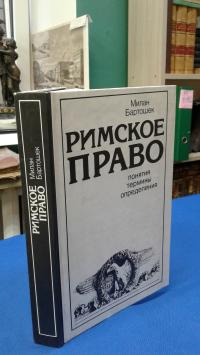 Милан
Бартошек
РИМСКОЕ
ПРАВО
понятия
термины
определения
РИМСКОЕ
ПРАВО
Милан
Бартошек